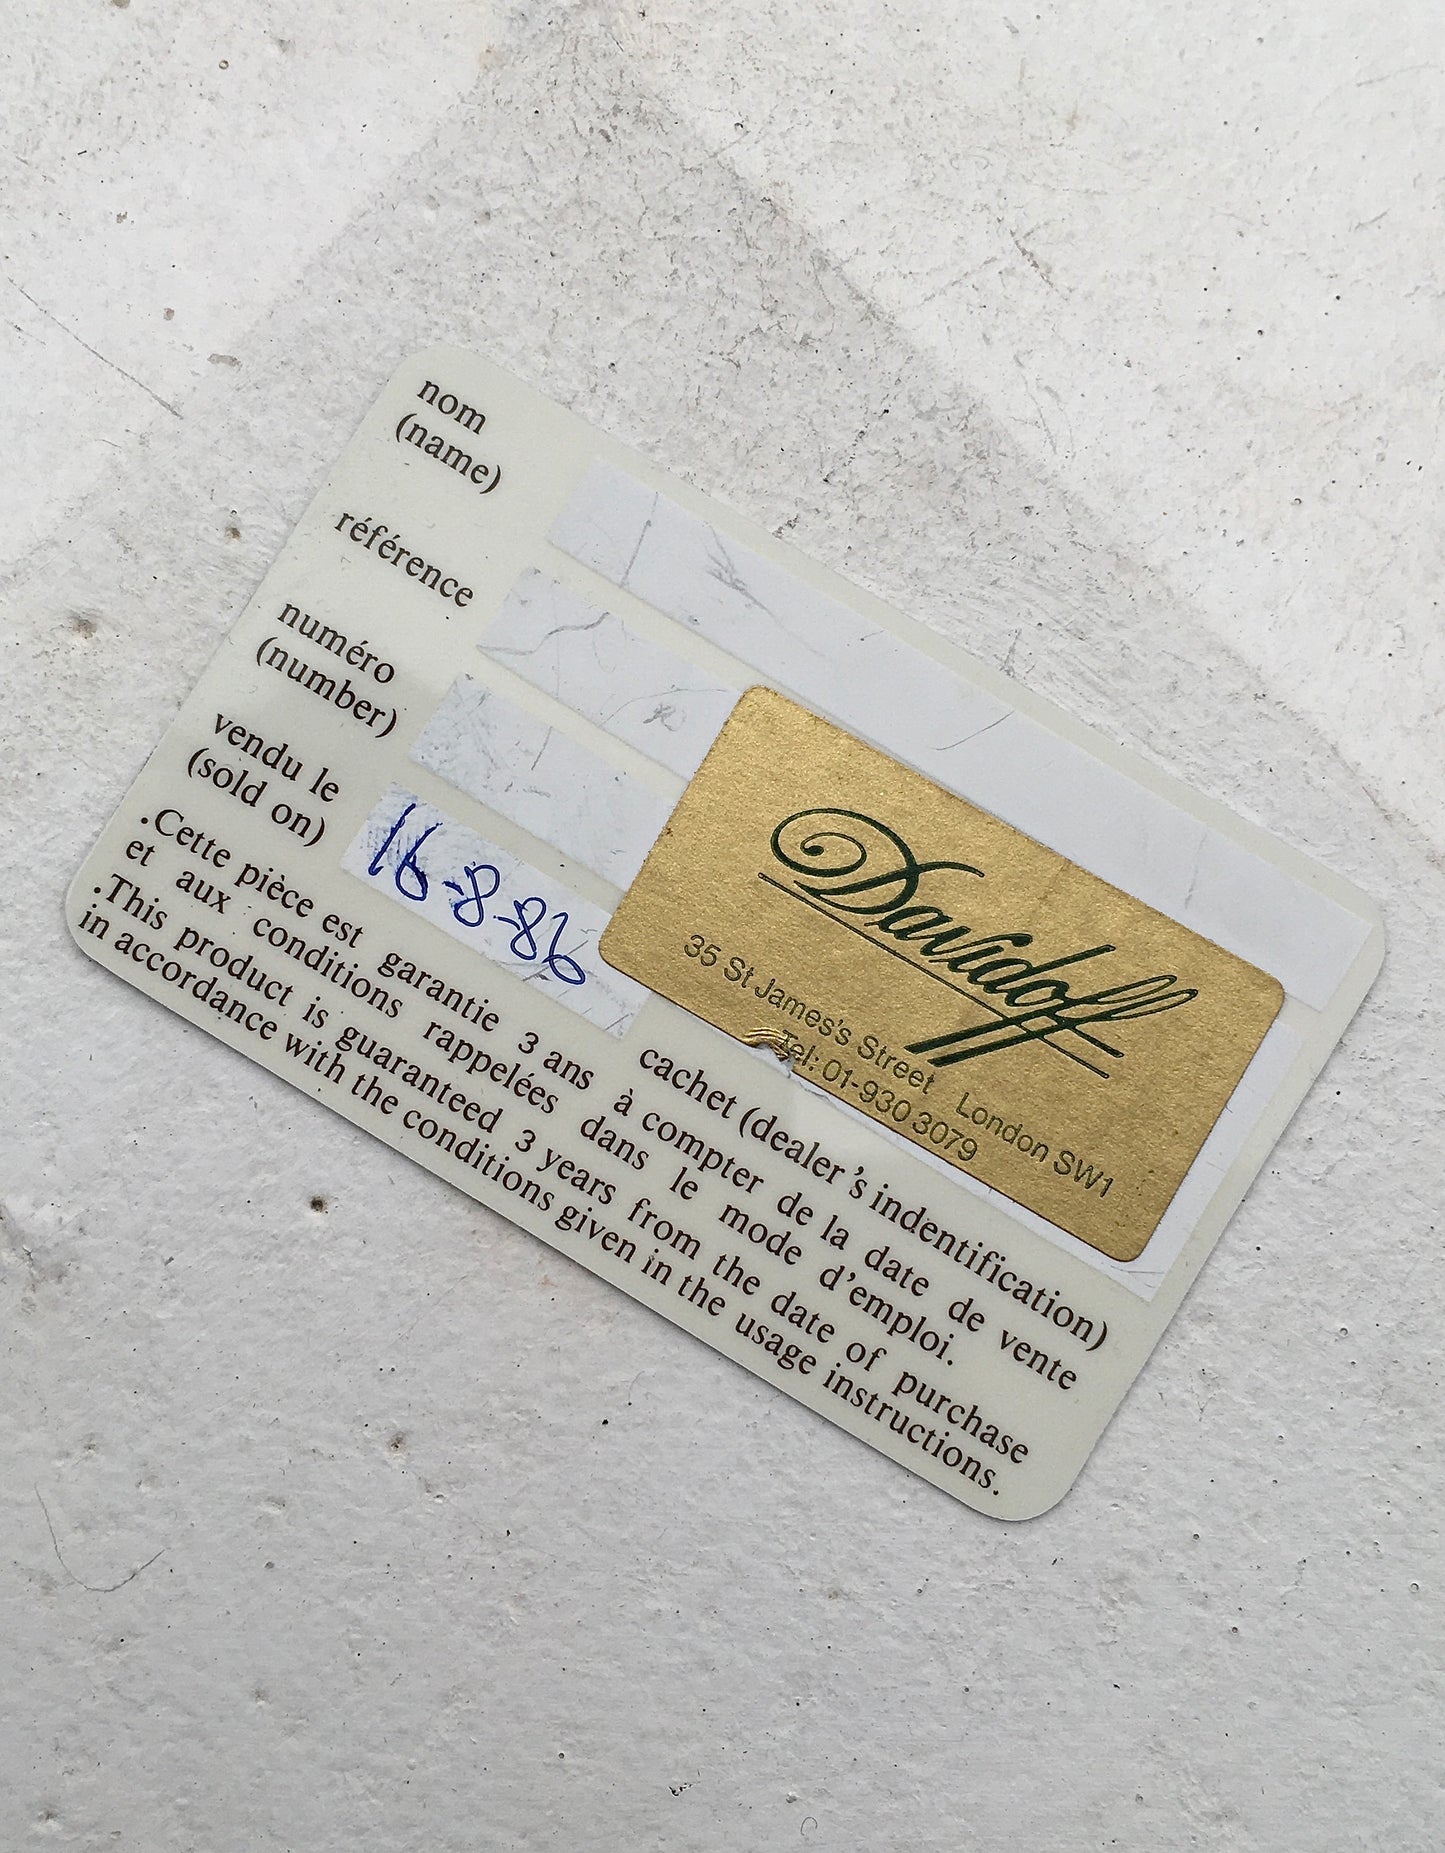 nom
(name)
référence
numéro
(number)
vendu le
(sold on)
16-8-86
Davidoff
35 St James's Street London SW1
Tel: 01-930 3079
cachet (dealer's indentification)
.Cette pièce est garantie 3 ans à compter de la date de vente
et aux conditions rappelées dans le mode d'emploi.
.This product is guaranteed 3 years from the date of purchase
in accordance with the conditions given in the usage instructions.